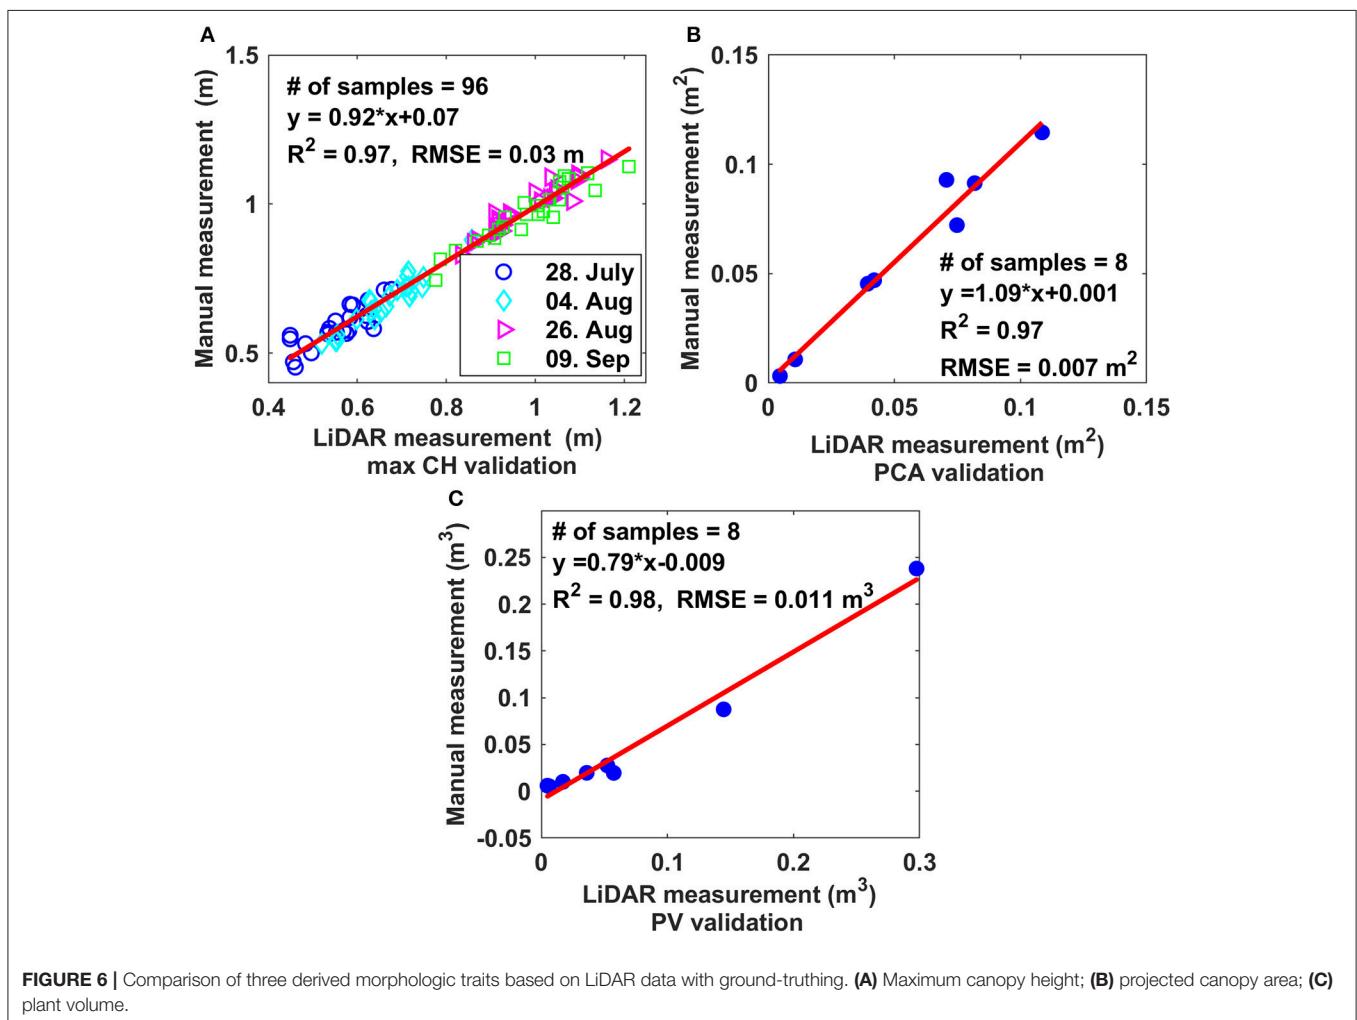 A
Manual measurement (m)
1.5
1
0.5
# of samples = 96
y = 0.92*x+0.07
R² = 0.97, RMSE = 0.03 m
28. July
04. Aug
26. Aug
09. Sep
0.4 0.6 0.8 1 1.2
LiDAR measurement (m)
max CH validation
B
Manual measurement (m²)
0.15
0.1
0.05
0
# of samples = 8
y =1.09*x+0.001
R² = 0.97
RMSE = 0.007 m²
0 0.05 0.1 0.15
LiDAR measurement (m²)
PCA validation
C
Manual measurement (m³)
0.25
0.2
0.15
0.1
0.05
0
-0.05
# of samples = 8
y =0.79*x-0.009
R² = 0.98, RMSE = 0.011 m³
0 0.1 0.2 0.3
LiDAR measurement (m³)
PV validation
FIGURE 6 | Comparison of three derived morphologic traits based on LiDAR data with ground-truthing. (A) Maximum canopy height; (B) projected canopy area; (C)
plant volume.